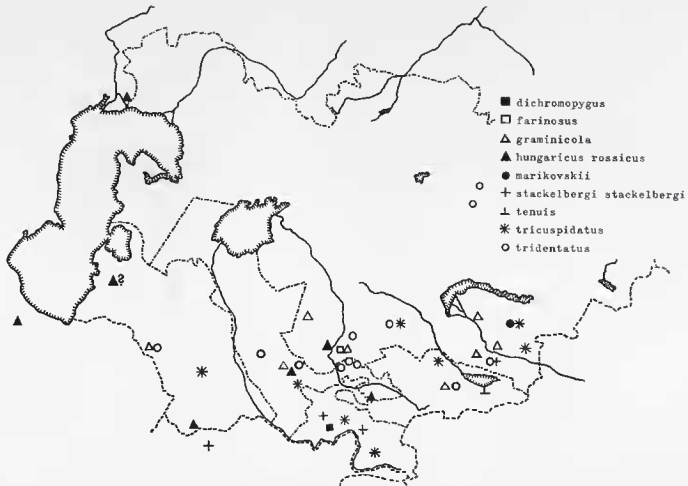 dichromopygus
farinosus
graminicola
hungaricus rossicus
marikovskii
stackelbergi stackelbergi
tenuis
tricuspidatus
tridentatus
?